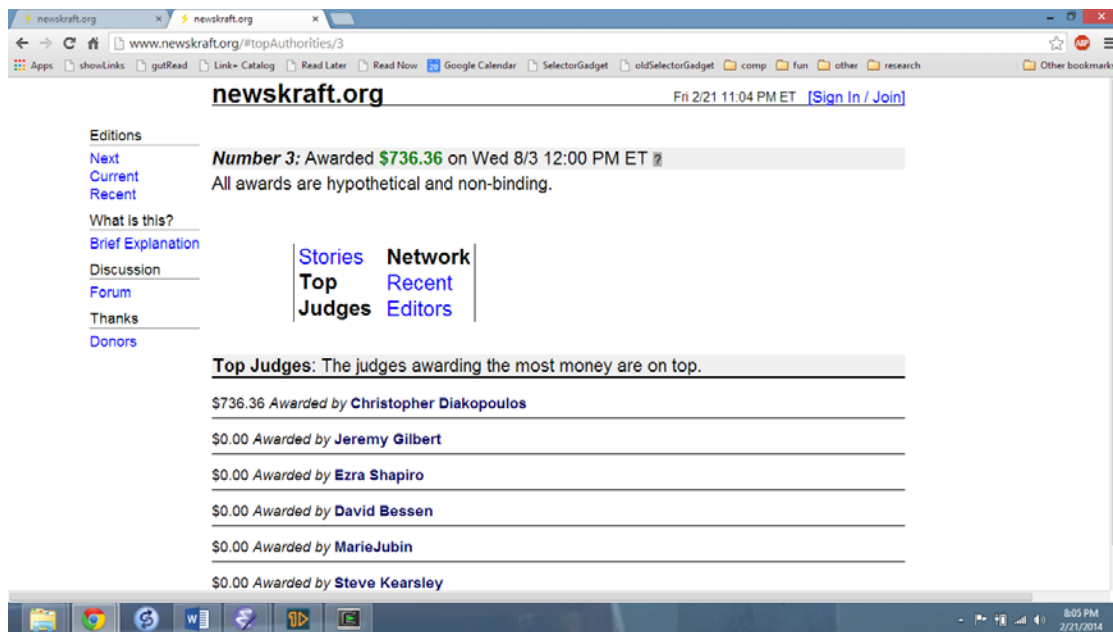 newskraft.org newskraft.org
www.newskraft.org/#topAuthorities/3
Apps showLinks gutRead Link+ Catalog Read Later Read Now 20 Google Calendar SelectorGadget oldSelectorGadget comp fun other research Other bookmarks
newskraft.org Fri 2/21 11:04 PM ET [Sign In / Join]
Editions
Next
Current
Recent
What is this?
Brief Explanation
Discussion
Forum
Thanks
Donors
Number 3: Awarded $736.36 on Wed 8/3 12:00 PM ET ?
All awards are hypothetical and non-binding.
Stories Network
Top Recent
Judges Editors
Top Judges: The judges awarding the most money are on top.
$736.36 Awarded by Christopher Diakopoulos
$0.00 Awarded by Jeremy Gilbert
$0.00 Awarded by Ezra Shapiro
$0.00 Awarded by David Bessen
$0.00 Awarded by MarieJubin
$0.00 Awarded by Steve Kearsley
8:05 PM
2/21/2014